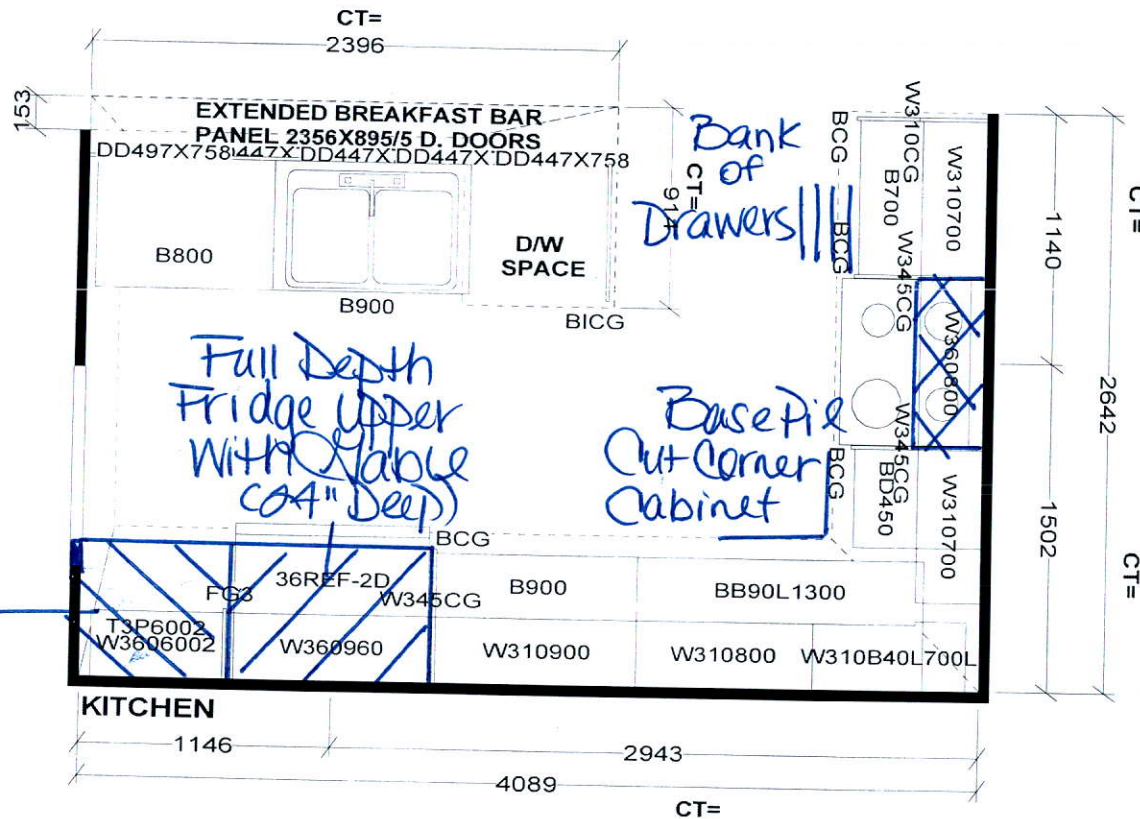 CT=
2396
153
EXTENDED BREAKFAST BAR
PANEL 2356X895/5 D. DOORS
DD497X758\447X'DD447X'DD447X'DD447X758
CT=
914
B800
D/W
SPACE
B900
BICG
Bank
of
Drawers
BCG
BCG
BCG
W310CG
B700
W310700
W345CG
W360800
W345CG
BD450
W310700
CT=
1140
2642
1502
CT=
Full Depth
Fridge Upper
With Gable
Base Pie
Cut Corner
Cabinet
BCG
FG3
36REF-2D
W345CG
B900
BB90L1300
T3P6002
W3606002
W360960
W310900
W310800
W310B40L700L
KITCHEN
1146
2943
4089
CT=